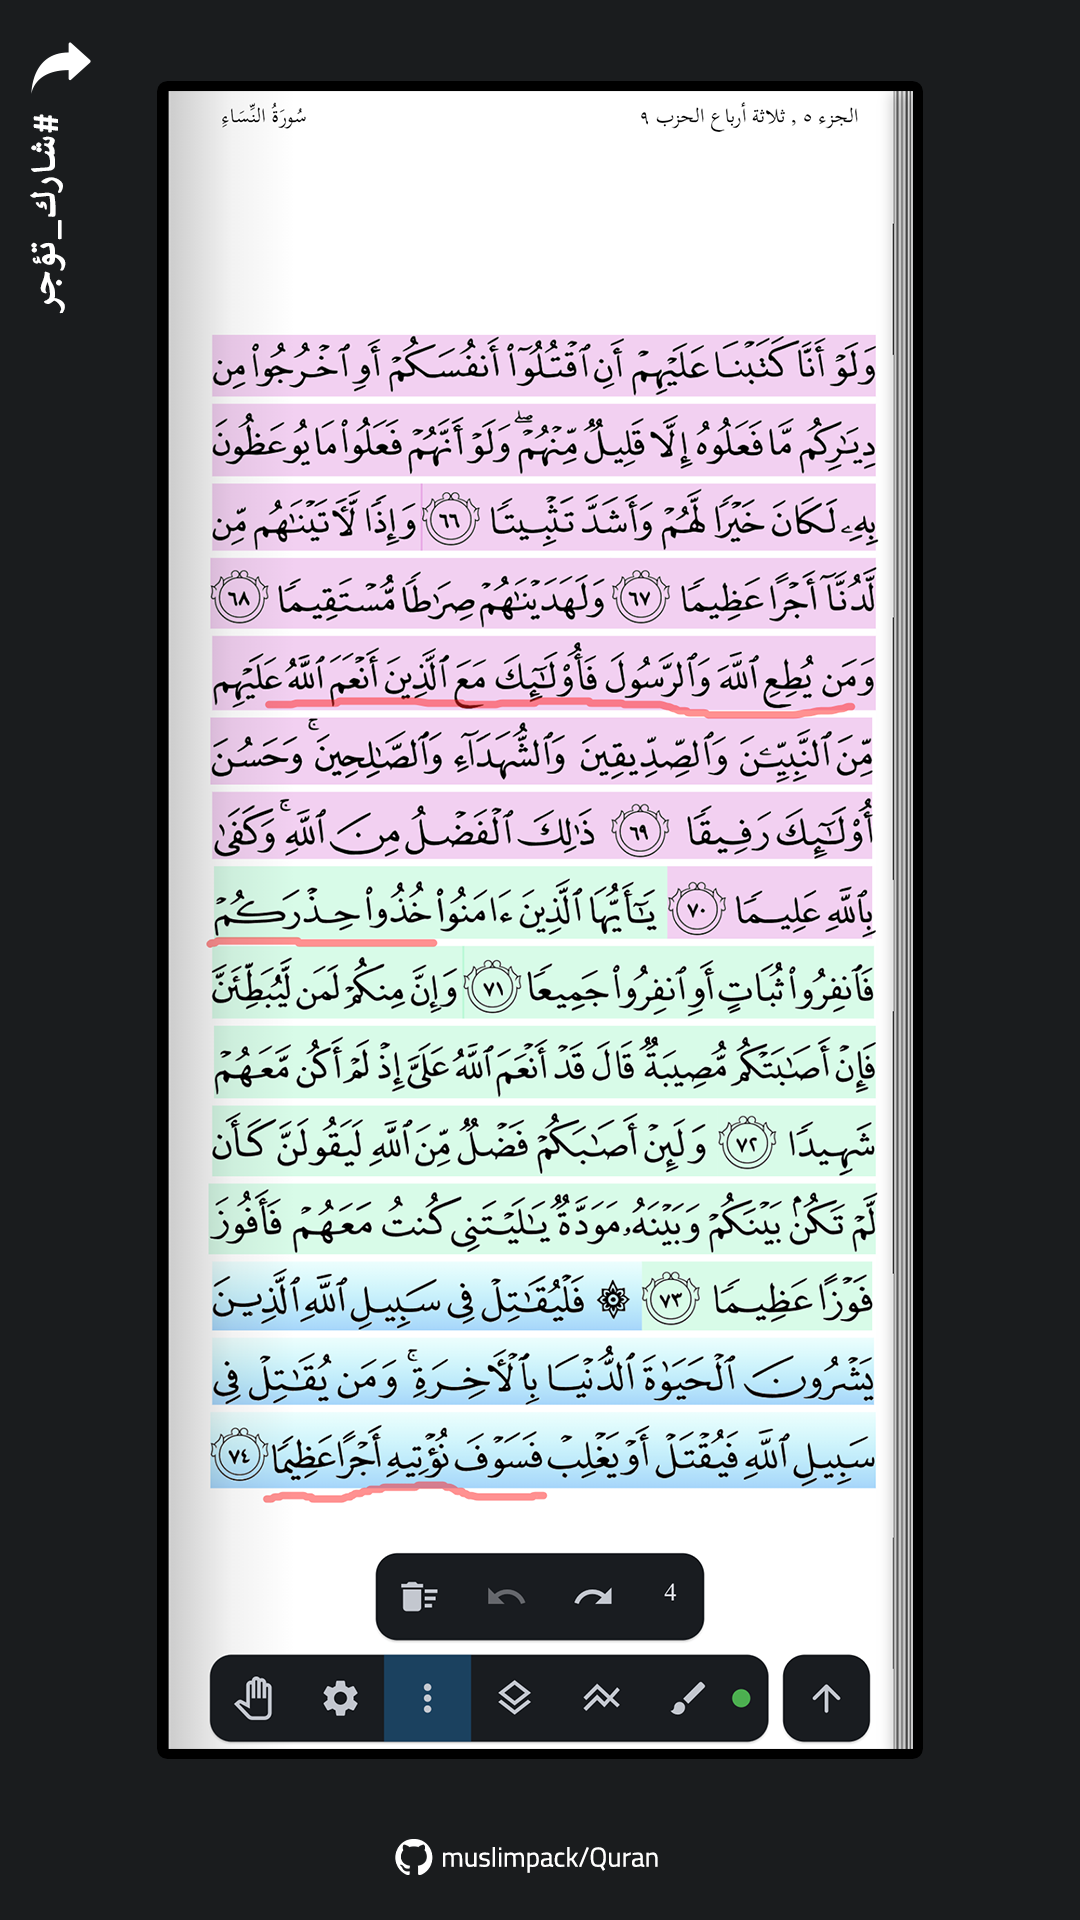 #شارك_تؤجر
الجزء ٥ , ثلاثة أرباع الحزب ٩
سُورَةُ النِّسَاءِ
وَلَوۡ أَنَّا كَتَبۡنَا عَلَيۡهِمۡ أَنِ ٱقۡتُلُوٓاْ أَنفُسَكُمۡ أَوِ ٱخۡرُجُواْ مِن
دِيَٰرِكُم مَّا فَعَلُوهُ إِلَّا قَلِيلٞ مِّنۡهُمۡۖ وَلَوۡ أَنَّهُمۡ فَعَلُواْ مَا يُوعَظُونَ
بِهِۦ لَكَانَ خَيۡرٗا لَّهُمۡ وَأَشَدَّ تَثۡبِيتٗا ٦٦ وَإِذٗا لَّأٓتَيۡنَٰهُم مِّن
لَّدُنَّآ أَجۡرًا عَظِيمٗا ٦٧ وَلَهَدَيۡنَٰهُمۡ صِرَٰطٗا مُّسۡتَقِيمٗا ٦٨
وَمَن يُطِعِ ٱللَّهَ وَٱلرَّسُولَ فَأُوْلَٰٓئِكَ مَعَ ٱلَّذِينَ أَنۡعَمَ ٱللَّهُ عَلَيۡهِم
مِّنَ ٱلنَّبِيِّـۧنَ وَٱلصِّدِّيقِينَ وَٱلشُّهَدَآءِ وَٱلصَّٰلِحِينَۚ وَحَسُنَ
أُوْلَٰٓئِكَ رَفِيقٗا ٦٩ ذَٰلِكَ ٱلۡفَضۡلُ مِنَ ٱللَّهِۚ وَكَفَىٰ
بِٱللَّهِ عَلِيمٗا ٧٠ يَٰٓأَيُّهَا ٱلَّذِينَ ءَامَنُواْ خُذُواْ حِذۡرَكُمۡ
فَٱنفِرُواْ ثُبَاتٍ أَوِ ٱنفِرُواْ جَمِيعٗا ٧١ وَإِنَّ مِنكُمۡ لَمَن لَّيُبَطِّئَنَّ
فَإِنۡ أَصَٰبَتۡكُم مُّصِيبَةٞ قَالَ قَدۡ أَنۡعَمَ ٱللَّهُ عَلَيَّ إِذۡ لَمۡ أَكُن مَّعَهُمۡ
شَهِيدٗا ٧٢ وَلَئِنۡ أَصَٰبَكُمۡ فَضۡلٞ مِّنَ ٱللَّهِ لَيَقُولَنَّ كَأَن
لَّمۡ تَكُنۢ بَيۡنَكُمۡ وَبَيۡنَهُۥ مَوَدَّةٞ يَٰلَيۡتَنِي كُنتُ مَعَهُمۡ فَأَفُوزَ
فَوۡزًا عَظِيمٗا ٧٣ ۞ فَلۡيُقَٰتِلۡ فِي سَبِيلِ ٱللَّهِ ٱلَّذِينَ
يَشۡرُونَ ٱلۡحَيَوٰةَ ٱلدُّنۡيَا بِٱلۡأٓخِرَةِۚ وَمَن يُقَٰتِلۡ فِي
سَبِيلِ ٱللَّهِ فَيُقۡتَلۡ أَوۡ يَغۡلِبۡ فَسَوۡفَ نُؤۡتِيهِ أَجۡرًا عَظِيمٗا ٧٤
4
muslimpack/Quran